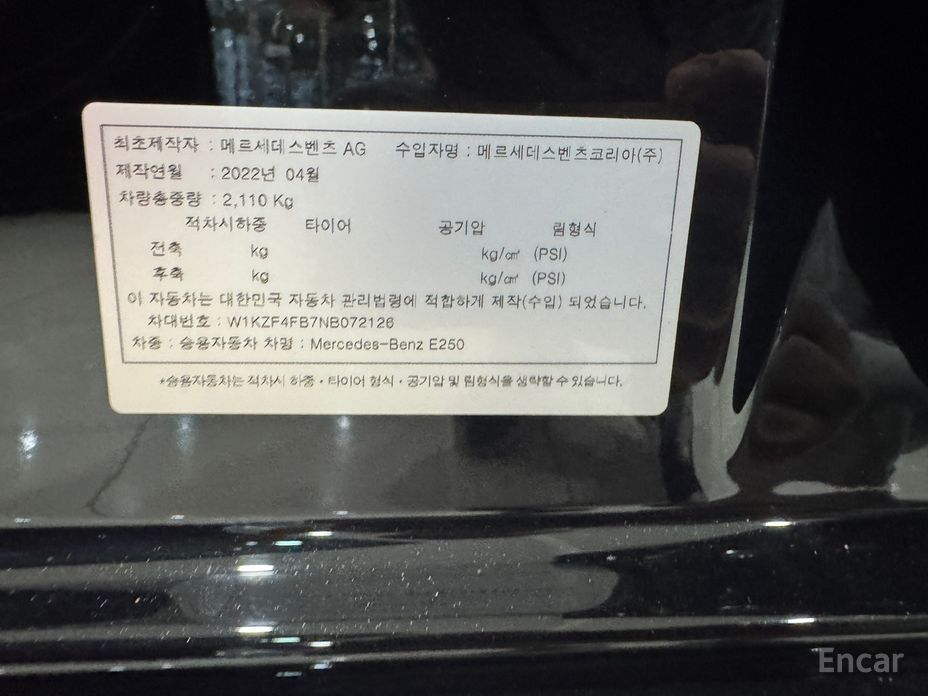 최초제작자 : 메르세데스벤츠 AG 수입자명 : 메르세데스벤츠코리아(주)
제작연월 : 2022년 04월
차량총중량 : 2,110 Kg
적차시하중 타이어 공기압 림형식
전축 kg kg/㎠ (PSI)
후축 kg kg/㎠ (PSI)
이 자동차는 대한민국 자동차 관리법령에 적합하게 제작(수입) 되었습니다.
차대번호 : W1KZF4FB7NB072126
차종 : 승용자동차 차명 : Mercedes-Benz E250
*승용자동차는 적차시 하중·타이어 형식·공기압 및 림형식을 생략할 수 있습니다.
Encar